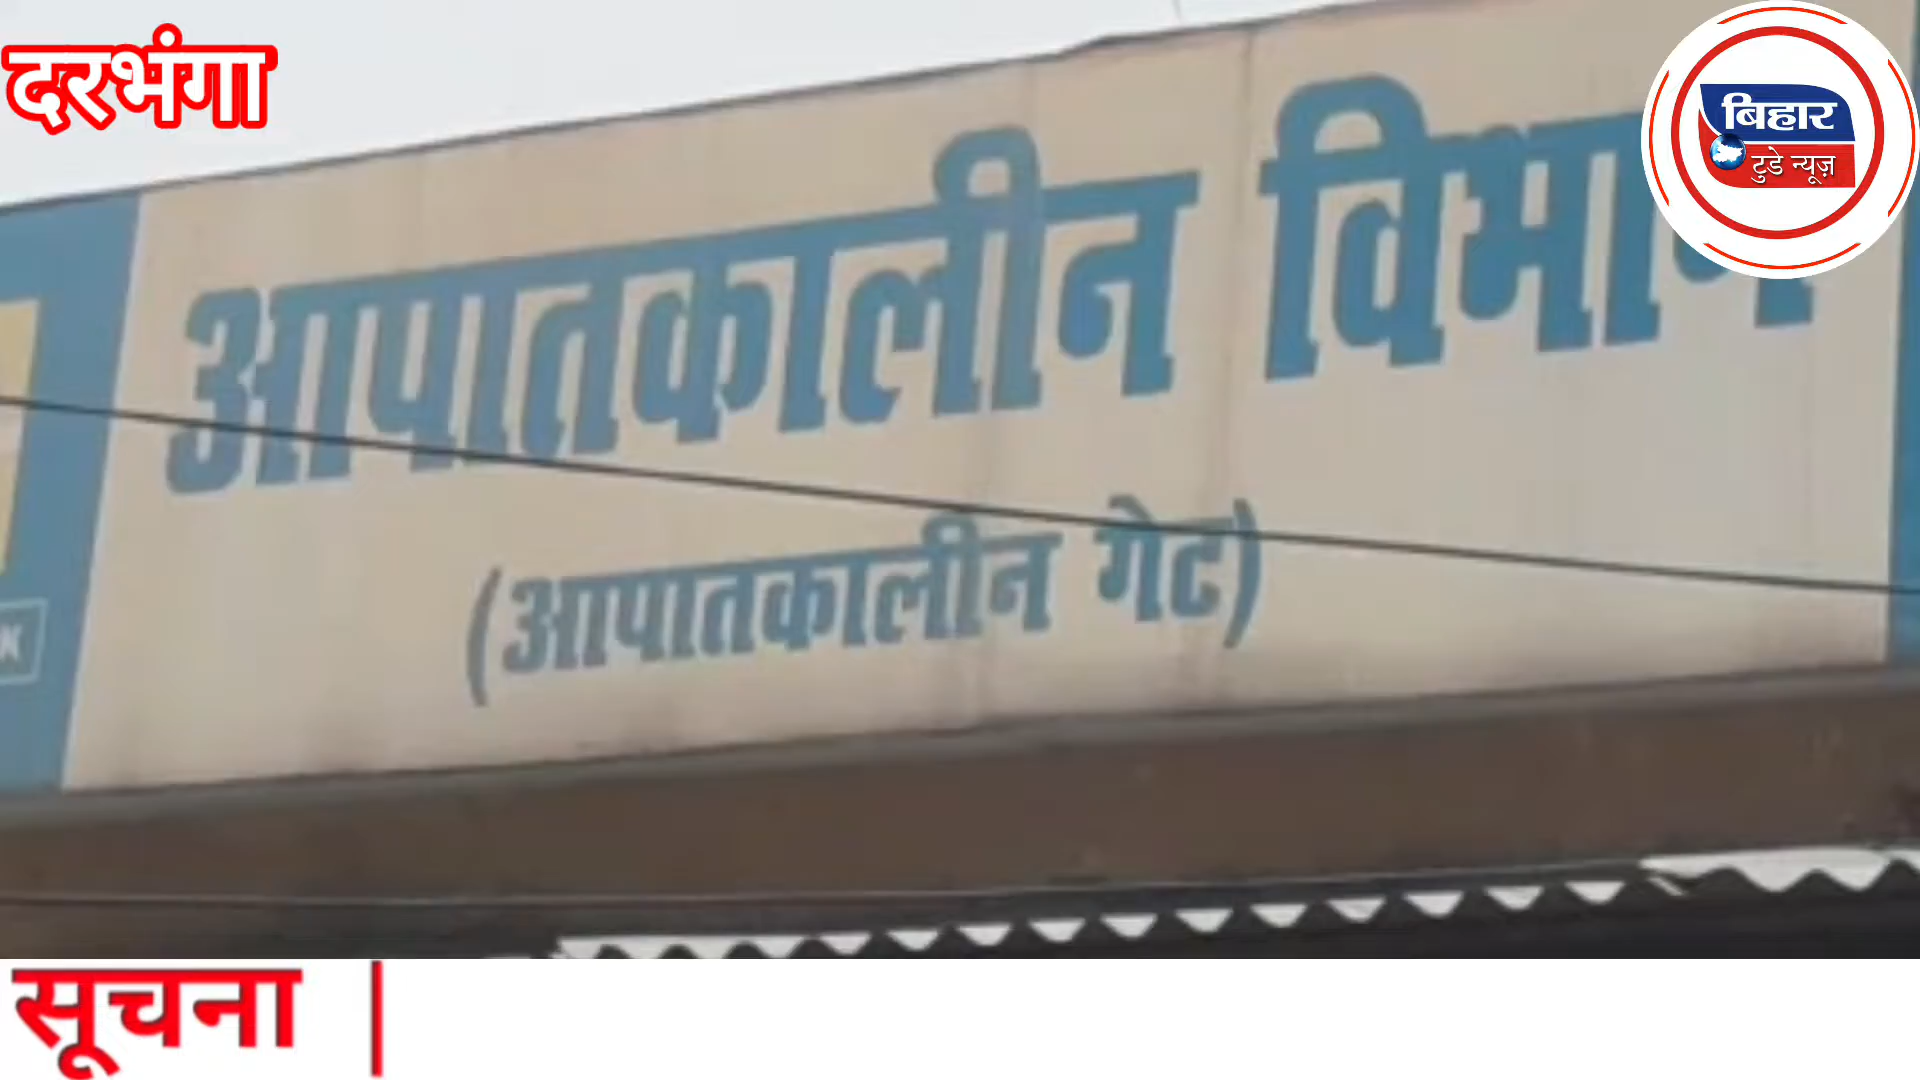 दरभंगा
बिहार
टुडे न्यूज़
आपातकालीन विभाग
(आपातकालीन गेट)
K
सूचना |